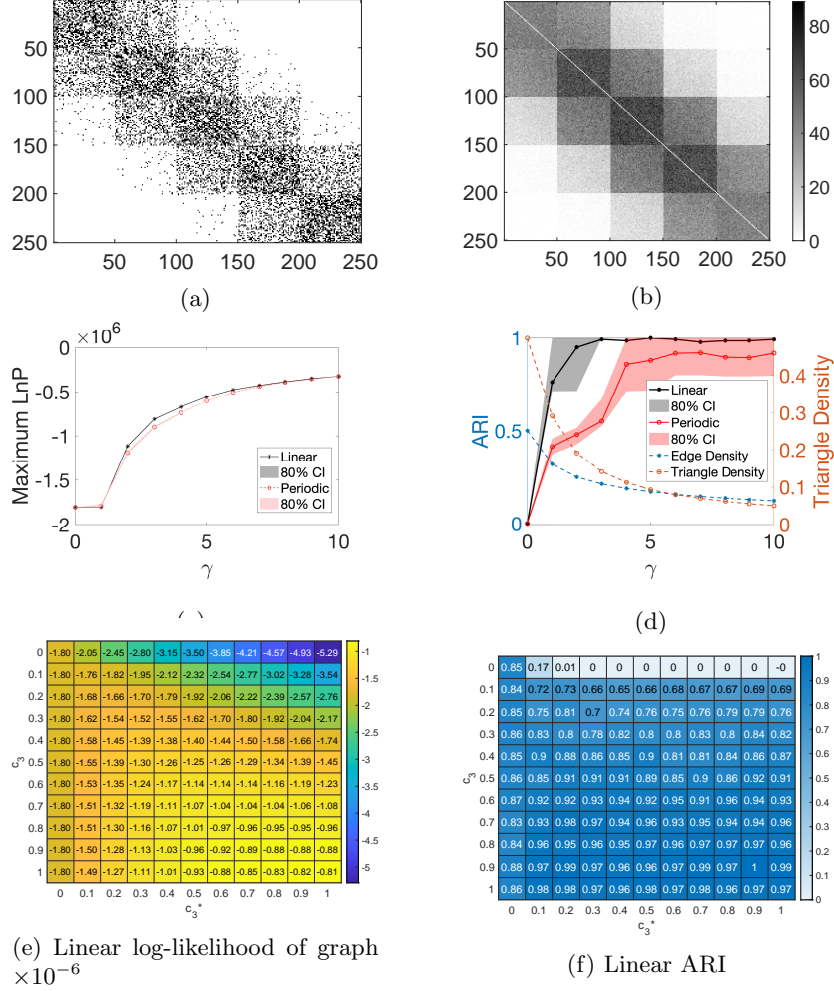 50
100
150
200
250
50 100 150 200 250
(a)
50
100
150
200
250
50 100 150 200 250
80
60
40
20
0
(b)
×10^6
Maximum LnP
0
-0.5
-1
-1.5
-2
0 5 10
γ
Linear
80% CI
Periodic
80% CI
ARI
1
0.5
0
0 5 10
γ
0.4
0.3
0.2
0.1
0.1
0
Triangle Density
Linear
80% CI
Periodic
80% CI
Edge Density
Triangle Density
(d)
0 -1.80 -2.05 -2.45 -2.80 -3.15 -3.50 -3.85 -4.21 -4.57 -4.93 -5.29
0.1 -1.80 -1.76 -1.82 -1.95 -2.12 -2.32 -2.54 -2.77 -3.02 -3.28 -3.54
0.2 -1.80 -1.68 -1.66 -1.70 -1.79 -1.92 -2.06 -2.22 -2.39 -2.57 -2.76
0.3 -1.80 -1.62 -1.54 -1.52 -1.55 -1.62 -1.70 -1.80 -1.92 -2.04 -2.17
0.4 -1.80 -1.58 -1.45 -1.39 -1.38 -1.40 -1.44 -1.50 -1.58 -1.66 -1.74
0.5 -1.80 -1.55 -1.39 -1.30 -1.26 -1.25 -1.26 -1.29 -1.34 -1.39 -1.45
0.6 -1.80 -1.53 -1.35 -1.24 -1.17 -1.14 -1.14 -1.14 -1.16 -1.19 -1.23
0.7 -1.80 -1.51 -1.32 -1.19 -1.11 -1.07 -1.04 -1.04 -1.04 -1.06 -1.08
0.8 -1.80 -1.51 -1.30 -1.16 -1.07 -1.01 -0.97 -0.96 -0.95 -0.95 -0.96
0.9 -1.80 -1.50 -1.28 -1.13 -1.03 -0.96 -0.92 -0.89 -0.88 -0.88 -0.88
1 -1.80 -1.49 -1.27 -1.11 -1.01 -0.93 -0.88 -0.85 -0.83 -0.82 -0.81
0 0.1 0.2 0.3 0.4 0.5 0.6 0.7 0.8 0.9 1
c3
c3*
-1
-1.5
-2
-2.5
-3
-3.5
-4
-4.5
-5
(e) Linear log-likelihood of graph
×10^−6
0 0.85 0.17 0.01 0 0 0 0 0 0 0 -0
0.1 0.84 0.72 0.73 0.66 0.65 0.66 0.68 0.67 0.67 0.69 0.69
0.2 0.85 0.75 0.81 0.7 0.74 0.76 0.75 0.76 0.79 0.79 0.76
0.3 0.86 0.83 0.8 0.78 0.82 0.8 0.8 0.83 0.8 0.84 0.82
0.4 0.85 0.9 0.88 0.86 0.85 0.9 0.81 0.81 0.84 0.86 0.87
0.5 0.86 0.85 0.91 0.91 0.91 0.89 0.85 0.9 0.86 0.92 0.91
0.6 0.87 0.92 0.92 0.93 0.94 0.92 0.95 0.91 0.96 0.94 0.93
0.7 0.83 0.93 0.98 0.97 0.94 0.96 0.94 0.94 0.93 0.94 0.96
0.8 0.84 0.96 0.95 0.96 0.97 0.97 0.97 0.96 0.97 0.96 0.96
0.9 0.88 0.97 0.99 0.97 0.96 0.96 0.97 0.99 0.97 1 0.99
1 0.86 0.98 0.98 0.97 0.96 0.98 0.96 0.97 0.97 0.96 0.97
0 0.1 0.2 0.3 0.4 0.5 0.6 0.7 0.8 0.9 1
c3
c3*
1
0.9
0.8
0.7
0.6
0.5
0.4
0.3
0.2
0.1
0
(f) Linear ARI